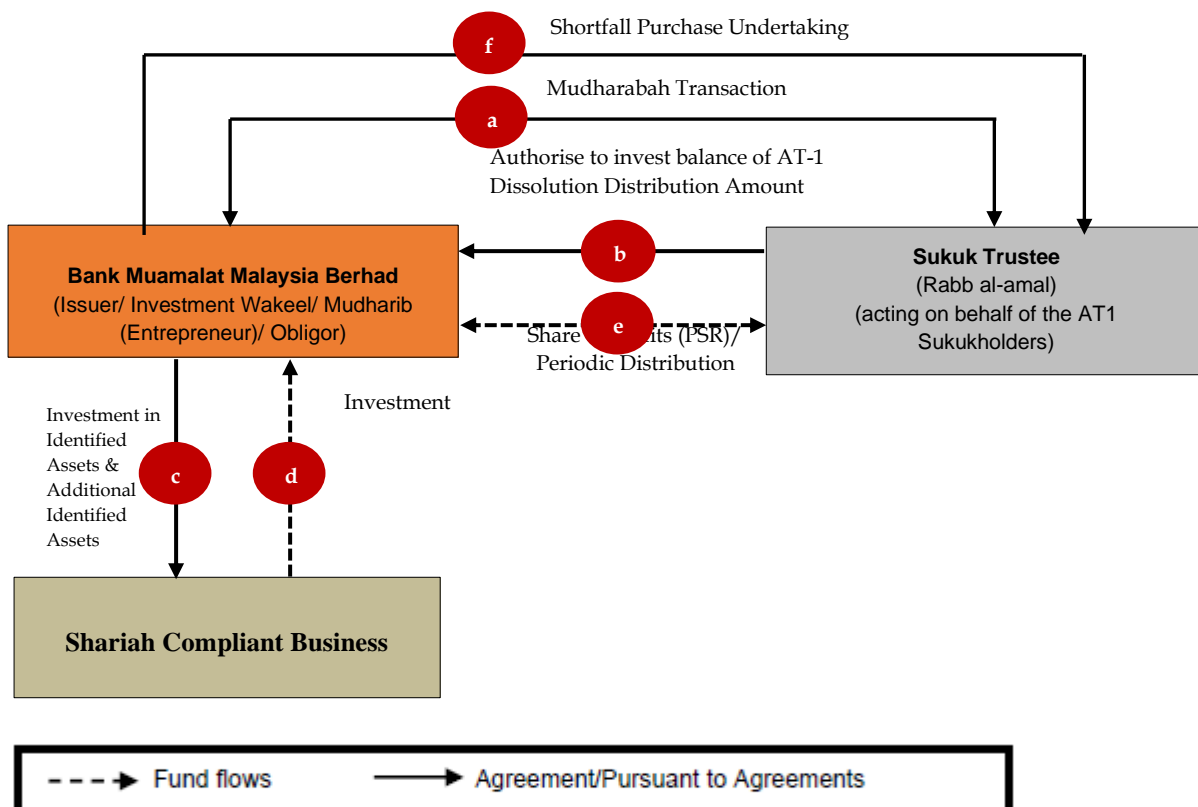 Shortfall Purchase Undertaking
f
Mudharabah Transaction
a
Authorise to invest balance of AT-1
Dissolution Distribution Amount
b
Bank Muamalat Malaysia Berhad
(Issuer/ Investment Wakeel/ Mudharib
(Entrepreneur)/ Obligor)
Sukuk Trustee
(Rabb al-amal)
(acting on behalf of the AT1
Sukukholders)
e
Share (PSR)/
Periodic Distribution
Investment in
Identified
Assets &
Additional
Identified
Assets
c
d
Investment
Shariah Compliant Business
Fund flows
Agreement/Pursuant to Agreements